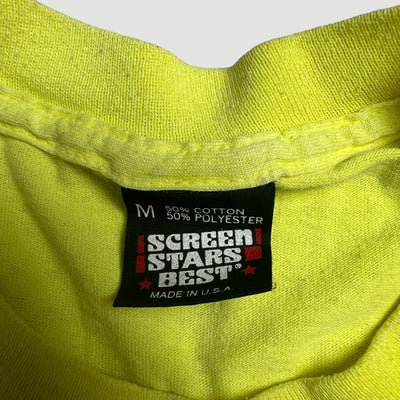 M 50% COTTON
50% POLYESTER
SCREEN
STARS
BEST®
MADE IN U.S.A.